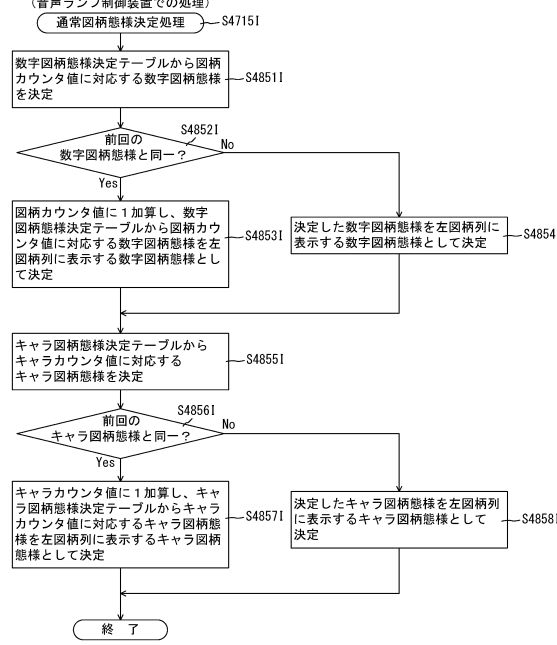 （音声ランプ制御装置での処理）
通常図柄態様決定処理
S4715I
数字図柄態様決定テーブルから図柄
カウンタ値に対応する数字図柄態様
を決定
S4851I
S4852I
前回の
数字図柄態様と同一？
No
Yes
図柄カウンタ値に１加算し、数字
図柄態様決定テーブルから図柄カウ
ンタ値に対応する数字図柄態様を左
図柄列に表示する数字図柄態様とし
て決定
S4853I
決定した数字図柄態様を左図柄列に
表示する数字図柄態様として決定
S4854
キャラ図柄態様決定テーブルから
キャラカウンタ値に対応する
キャラ図柄態様を決定
S4855I
S4856I
前回の
キャラ図柄態様と同一？
No
Yes
キャラカウンタ値に１加算し、キャ
ラ図柄態様決定テーブルからキャラ
カウンタ値に対応するキャラ図柄態
様を左図柄列に表示するキャラ図柄
態様として決定
S4857I
決定したキャラ図柄態様を左図柄列
に表示するキャラ図柄態様として
決定
S4858I
終　了